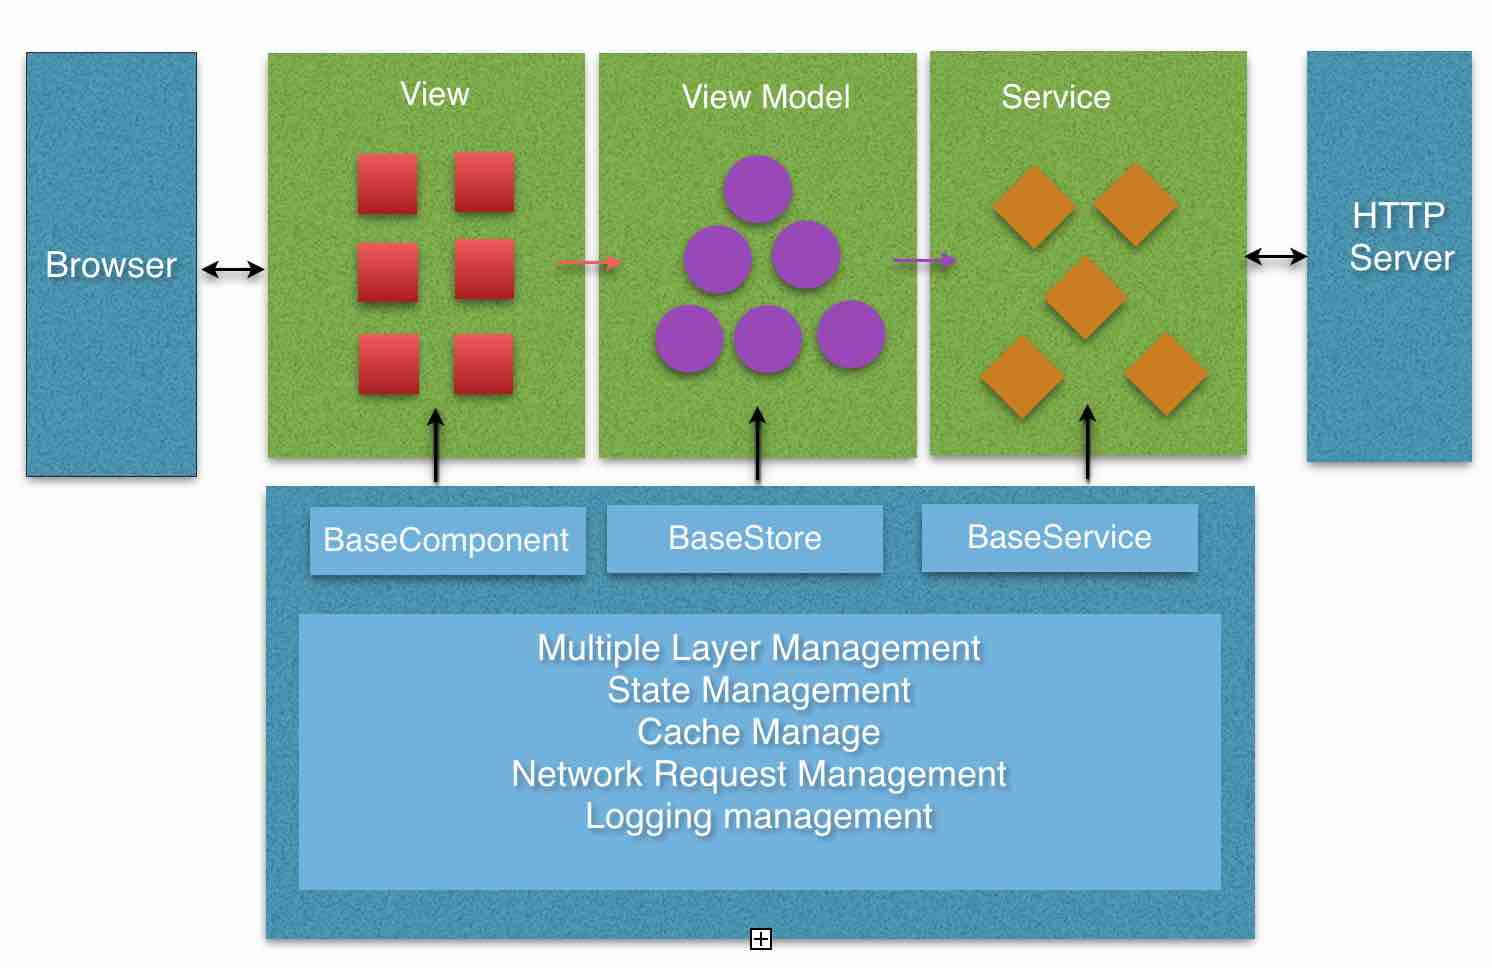 View
View Model
Service
Browser
HTTP
Server
BaseComponent
BaseStore
BaseService
Multiple Layer Management
State Management
Cache Manage
Network Request Management
Logging management